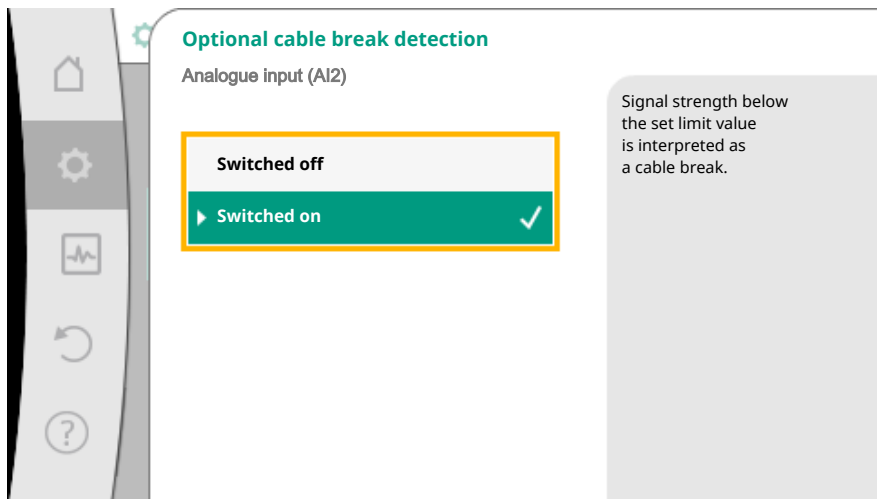 Optional cable break detection
Analogue input (AI2)
Signal strength below
the set limit value
is interpreted as
a cable break.
Switched off
Switched on
?